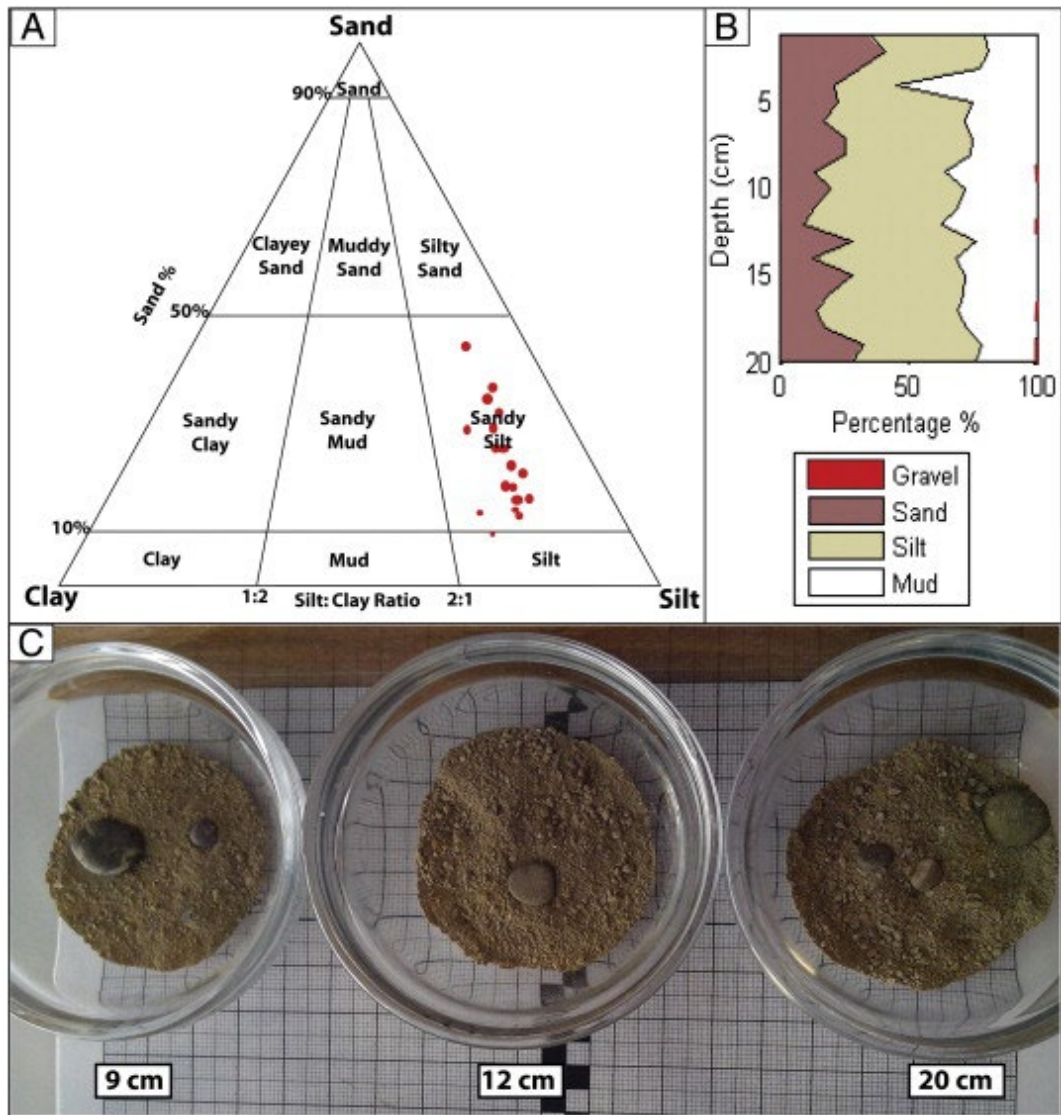 A
Sand
90%
Sand
Clayey
Sand
Muddy
Sand
Silty
Sand
Sand %
50%
Sandy
Clay
Sandy
Mud
Sandy
Silt
10%
Clay
Mud
Silt
Clay
1:2
Silt: Clay Ratio
2:1
Silt
B
Depth (cm)
5
10
15
20
0
50
100
Percentage %
Gravel
Sand
Silt
Mud
C
9 cm
12 cm
20 cm